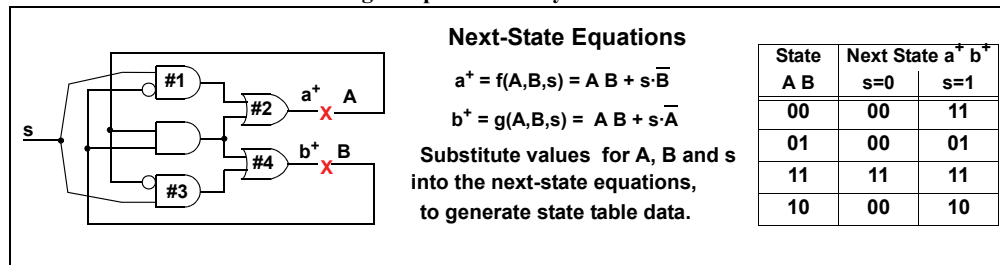 Next-State Equations
a⁺ = f(A,B,s) = A B + s·B̅
b⁺ = g(A,B,s) = A B + s·A̅
Substitute values for A, B and s
into the next-state equations,
to generate state table data.
#1
#2
a⁺
A
X
s
b⁺
B
X
#4
#3
State
Next State a⁺ b⁺
A B
s=0
s=1
00
00
11
01
00
01
11
11
11
10
00
10